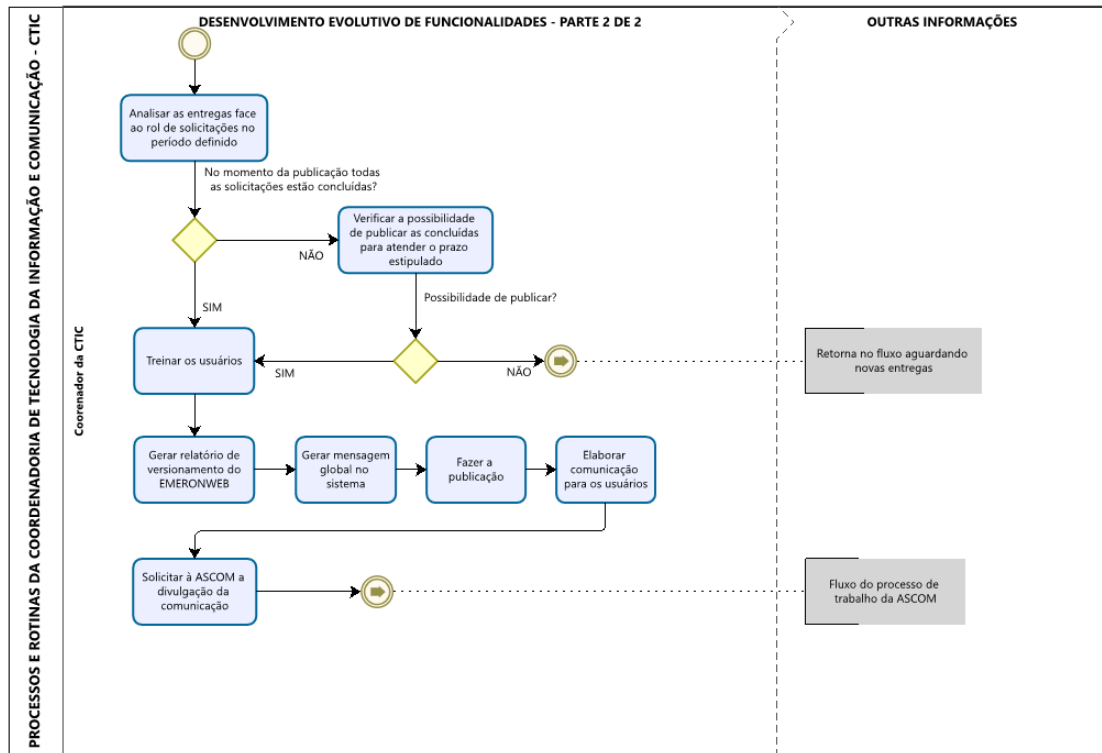 PROCESSOS E ROTINAS DA COORDENADORIA DE TECNOLOGIA DA INFORMAÇÃO E COMUNICAÇÃO - CTIC
Coorenador da CTIC
DESENVOLVIMENTO EVOLUTIVO DE FUNCIONALIDADES - PARTE 2 DE 2
OUTRAS INFORMAÇÕES
Analisar as entregas face
ao rol de solicitações no
período definido
No momento da publicação todas
as solicitações estão concluídas?
Verificar a possibilidade
de publicar as concluídas
para atender o prazo
estipulado
NÃO
SIM
Possibilidade de publicar?
Treinar os usuários
SIM
NÃO
Retorna no fluxo aguardando
novas entregas
Gerar relatório de
versionamento do
EMERONWEB
Gerar mensagem
global no
sistema
Fazer a
publicação
Elaborar
comunicação
para os usuários
Solicitar à ASCOM a
divulgação da
comunicação
Fluxo do processo de
trabalho da ASCOM